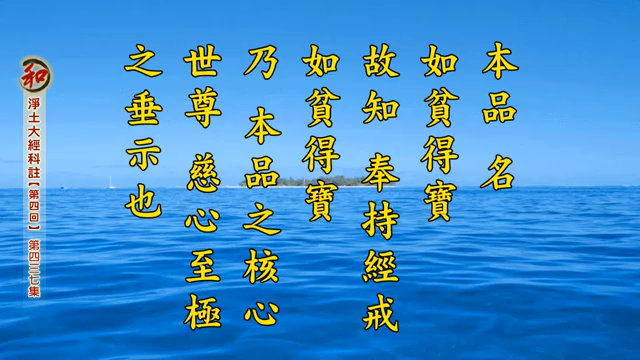 本品 名
如貧得寶
故知 奉持經戒
如貧得寶
乃 本品之核心
世尊 慈心至極
之垂示也
和
淨土大經科註【第四回】 第四三七集